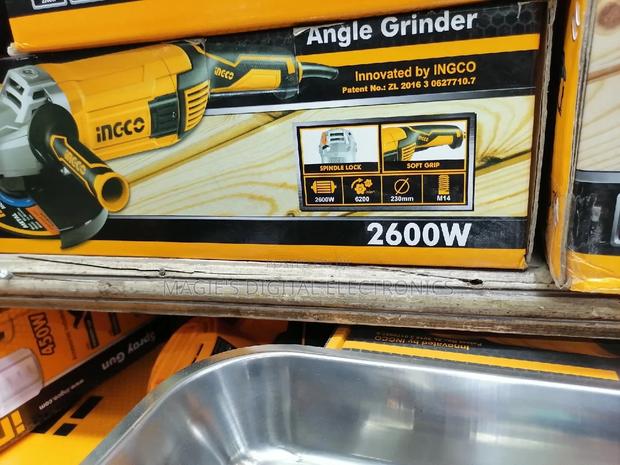 Angle Grinder
Innovated by INGCO
Patent No.: ZL 2016 3 0627710.7
INGCO
INGCO
SPINDLE LOCK
SOFT GRIP
2600W
6200
230mm
M14
2600W
MAGIE'S DIGITAL ELECTRONICS
450W
Spray Gun
Innovated by INGCO